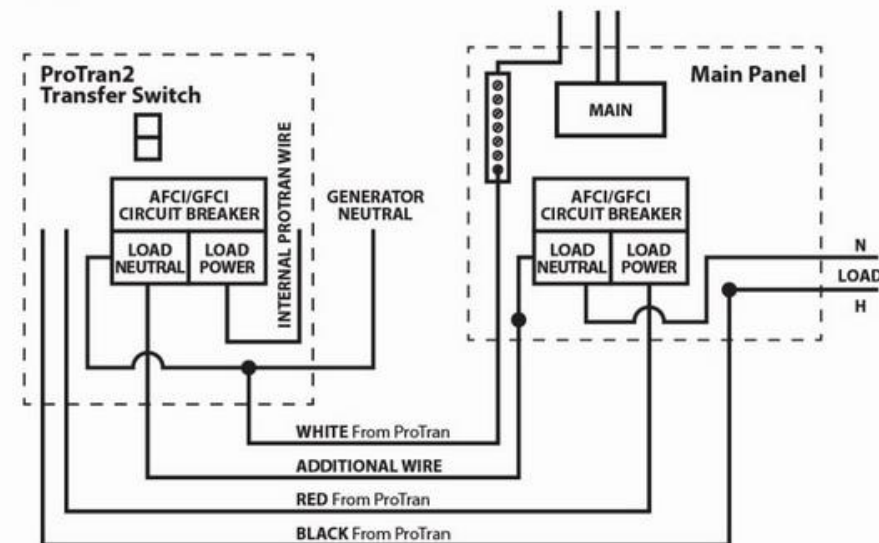 ProTran2
Transfer Switch
AFCI/GFCI
CIRCUIT BREAKER
LOAD
NEUTRAL
LOAD
POWER
INTERNAL PROTRAN WIRE
GENERATOR
NEUTRAL
Main Panel
MAIN
AFCI/GFCI
CIRCUIT BREAKER
LOAD
NEUTRAL
LOAD
POWER
N
LOAD
H
WHITE From ProTran
ADDITIONAL WIRE
RED From ProTran
BLACK From ProTran